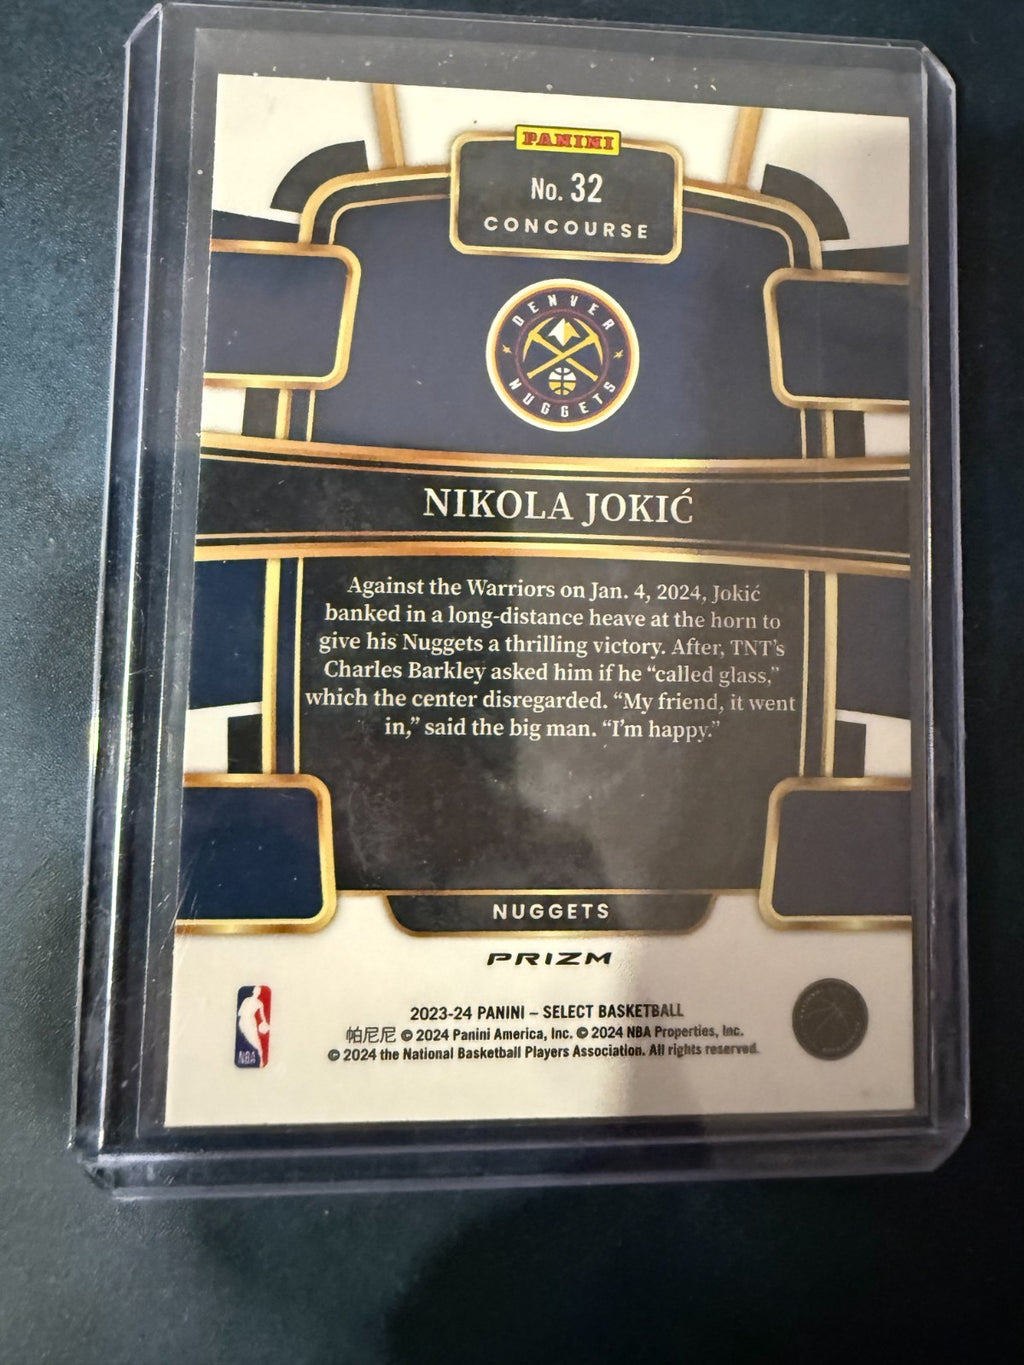 PANINI
No. 32
CONCOURSE
DENVER
NUGGETS
NIKOLA JOKIĆ
Against the Warriors on Jan. 4, 2024, Jokić
banked in a long-distance heave at the horn to
give his Nuggets a thrilling victory. After, TNT's
Charles Barkley asked him if he “called glass,”
which the center disregarded. “My friend, it went
in,” said the big man. “I'm happy.”
NUGGETS
PRIZM
2023-24 PANINI – SELECT BASKETBALL
帕尼尼 © 2024 Panini America, Inc. © 2024 NBA Properties, Inc.
© 2024 the National Basketball Players Association. All rights reserved.
NBA